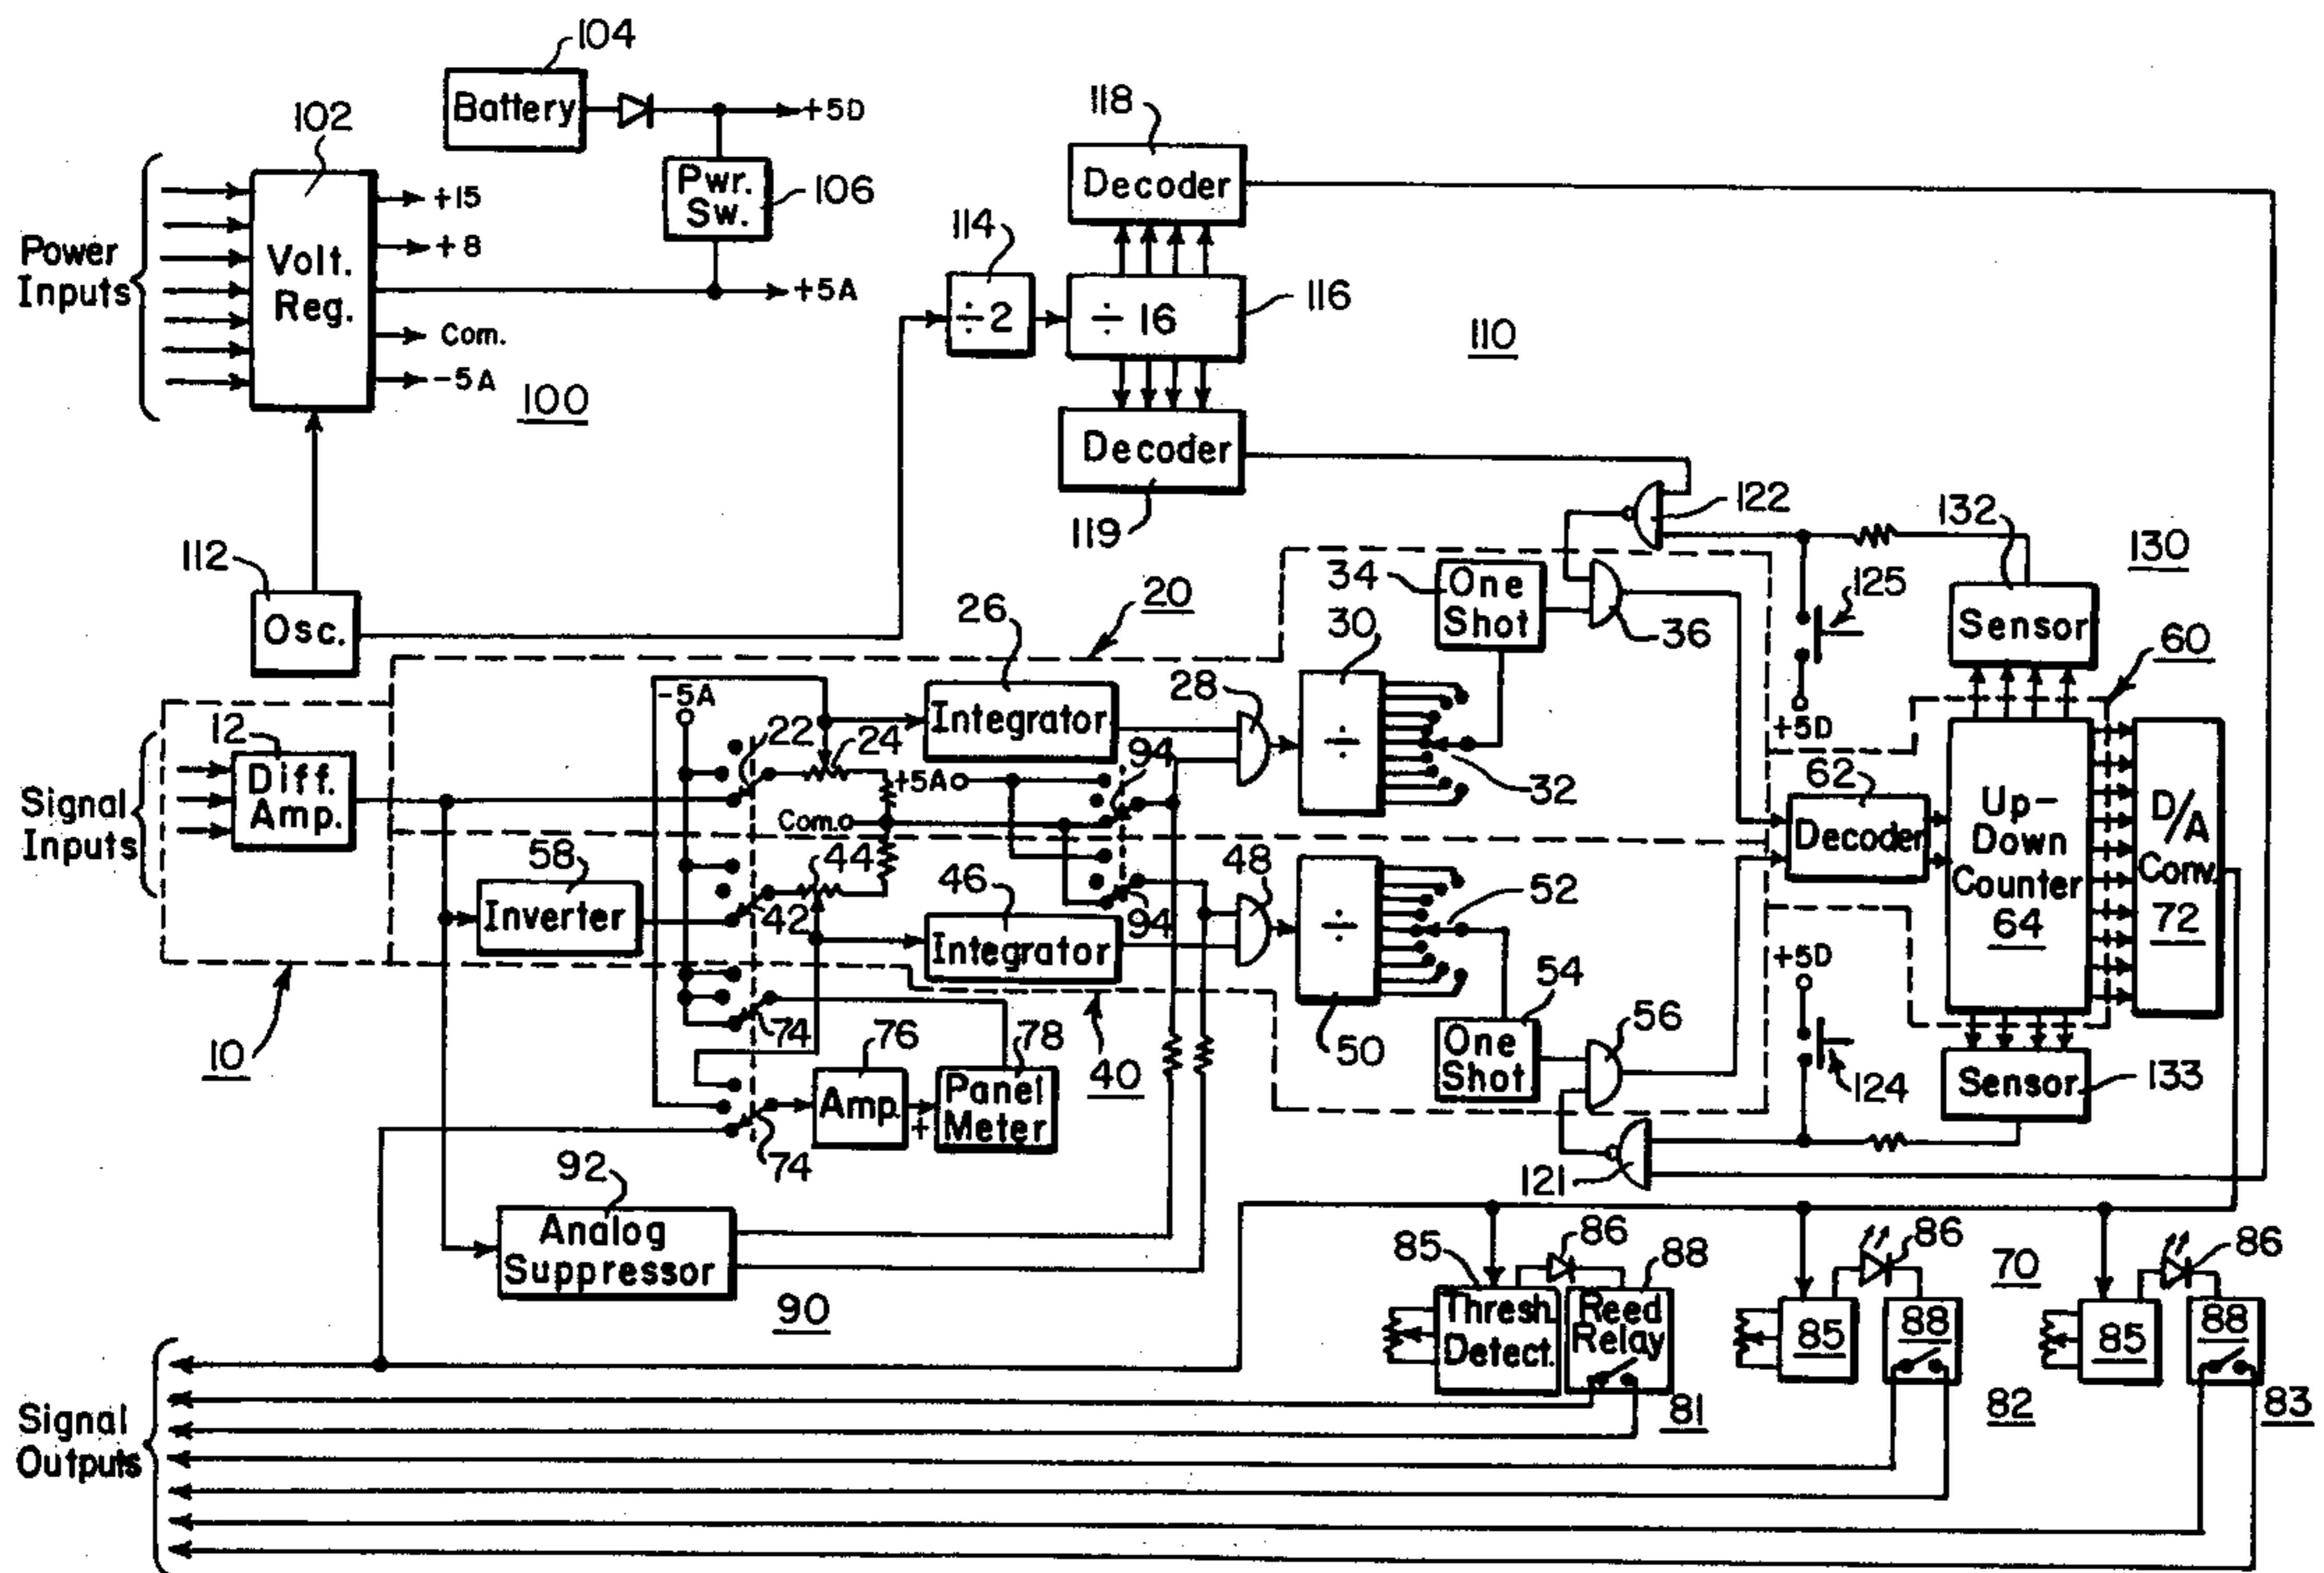 104
Battery
+5D
118
102
Pwr.
Sw.
106
Decoder
+15
+8
114
Power
Inputs
Volt.
Reg.
+5A
÷2
÷ 16
116
110
Com.
-5A
100
Decoder
122
132
119
130
112
Osc.
20
34
One
Shot
36
125
Sensor
26
30
60
-5A
12
22
24
Integrator
28
94
÷
32
+5D
Signal
Inputs
Diff.
Amp.
+5A
Com.
62
Decoder
Up-
Down
Counter
64
D/A
Conv.
72
58
44
46
48
Inverter
42
Integrator
94
÷
52
+5D
10
74
76
78
40
50
54
One
Shot
56
124
Sensor
133
Amp.
+
Panel
Meter
74
121
92
Analog
Suppressor
90
85
86
88
86
70
86
Thresh.
Detect.
Reed
Relay
85
88
85
88
81
82
83
Signal
Outputs